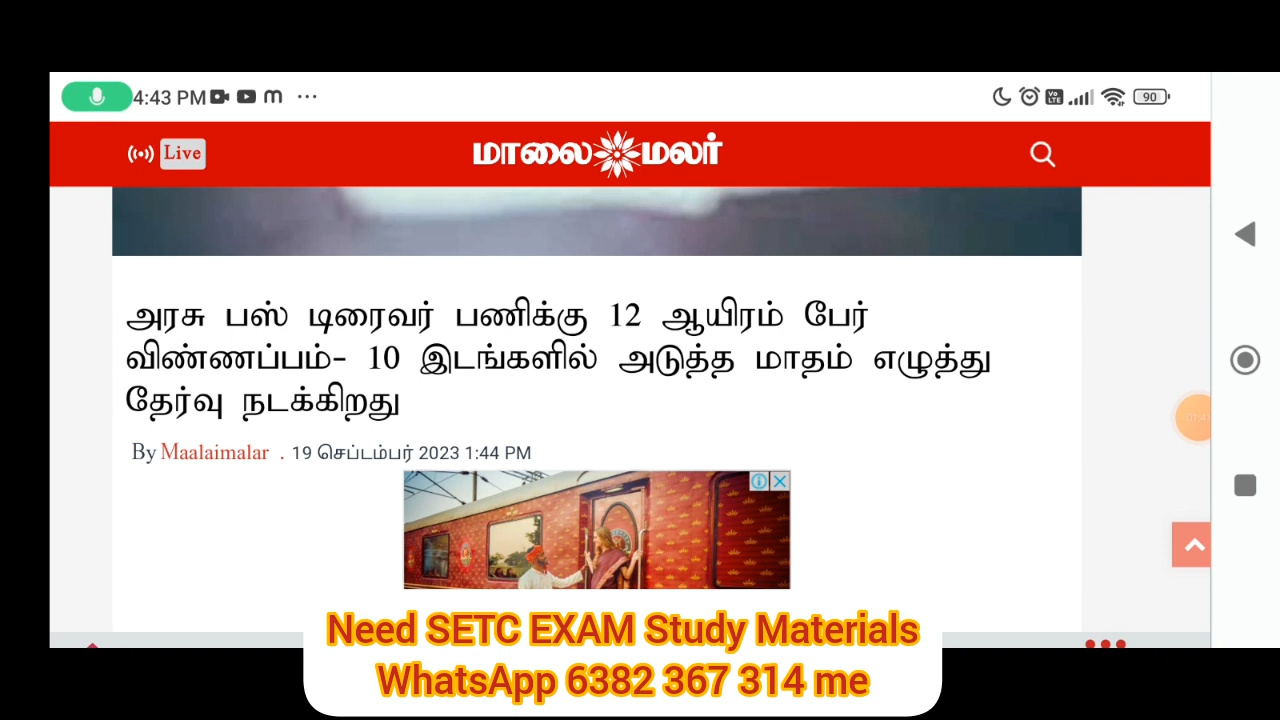 4:43 PM
90
Live
மாலை மலர்
அரசு பஸ் டிரைவர் பணிக்கு 12 ஆயிரம் பேர்
விண்ணப்பம்- 10 இடங்களில் அடுத்த மாதம் எழுத்து
தேர்வு நடக்கிறது
By Maalaimalar . 19 செப்டம்பர் 2023 1:44 PM
Need SETC EXAM Study Materials
WhatsApp 6382 367 314 me